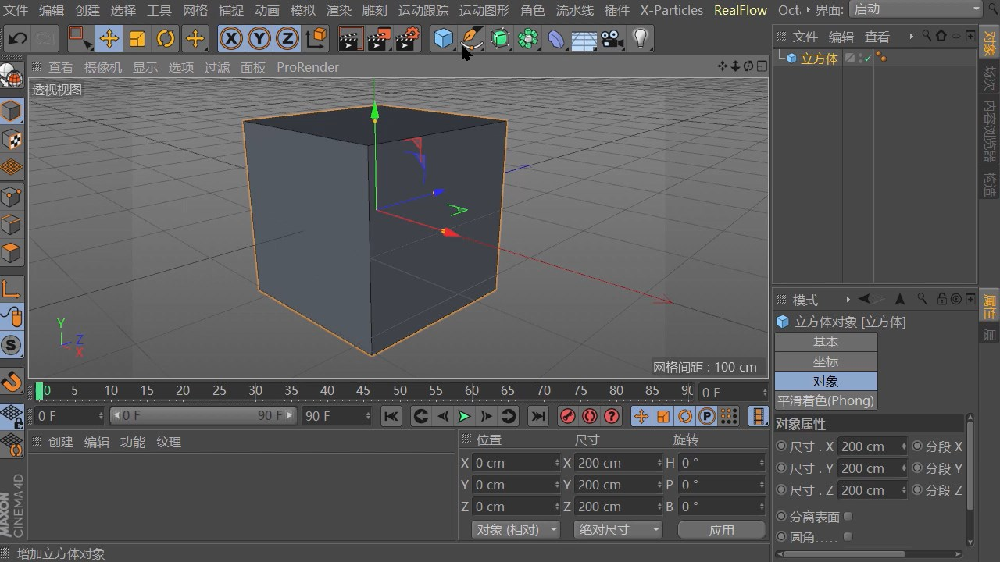 文件 编辑 创建 选择 工具 网格 捕捉 动画 模拟 渲染 雕刻 运动跟踪 运动图形 角色 流水线 插件 X-Particles RealFlow Oct 界面: 启动
X Y Z
文件 编辑 查看
立方体
对象
场次
内容浏览器
构造
查看 摄像机 显示 选项 过滤 面板 ProRender
透视视图
Y
Z
X
网格间距 : 100 cm
模式
属性
层
立方体对象 [立方体]
基本
坐标
对象
平滑着色(Phong)
对象属性
尺寸 . X 200 cm 分段 X
尺寸 . Y 200 cm 分段 Y
尺寸 . Z 200 cm 分段 Z
分离表面
圆角.....
0 5 10 15 20 25 30 35 40 45 50 55 60 65 70 75 80 85 90 0 F
0 F 0 F 90 F 90 F
P
创建 编辑 功能 纹理
位置 尺寸 旋转
X 0 cm X 200 cm H 0 °
Y 0 cm Y 200 cm P 0 °
Z 0 cm Z 200 cm B 0 °
对象 (相对) 绝对尺寸 应用
S
MAXON
CINEMA 4D
增加立方体对象